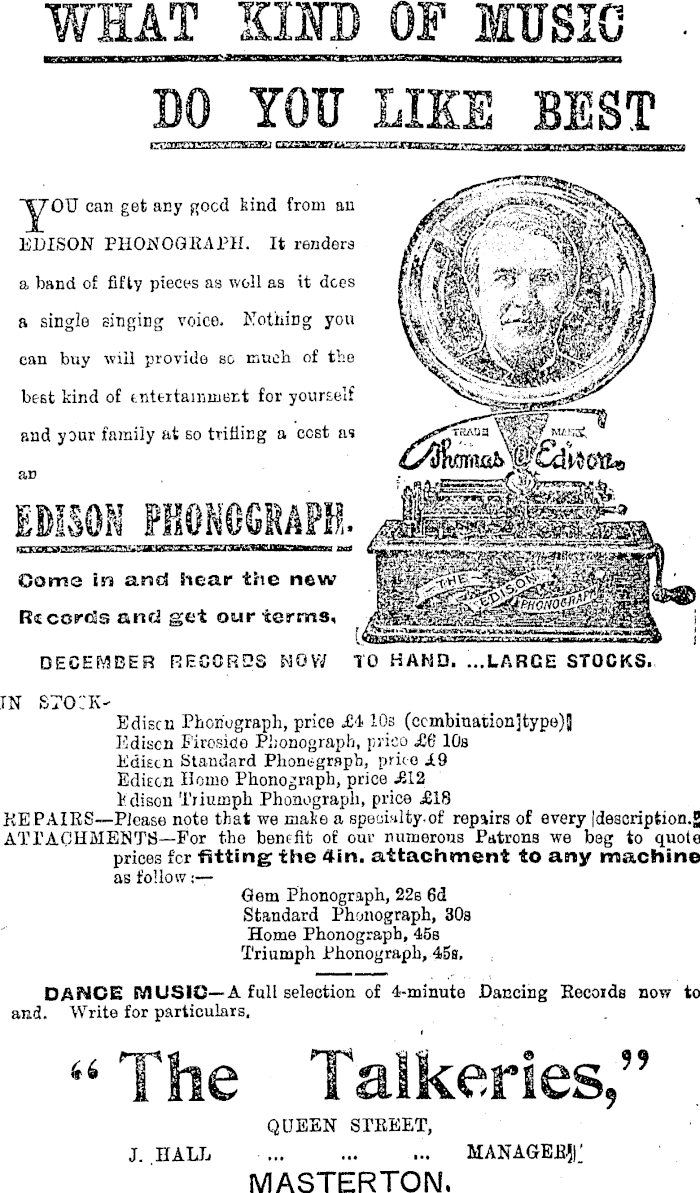 WHAT KIND OF MUSIC
DO YOU LIKE BEST
YOU can get any good kind from an
EDISON PHONOGRAPH. It renders
a band of fifty pieces as well as it does
a single singing voice. Nothing you
can buy will provide so much of the
best kind of entertainment for yourself
and your family at so trifling a cost as
an
EDISON PHONOGRAPH.
Come in and hear the new
Records and get our terms.
TRADE MARK
Thomas A Edison.
THE EDISON PHONOGRAPH
DECEMBER RECORDS NOW TO HAND. ...LARGE STOCKS.
IN STOCK-
Edison Phonograph, price £4 10s (combination type)
Edison Fireside Phonograph, price £6 10s
Edison Standard Phonograph, price £9
Edison Home Phonograph, price £12
Edison Triumph Phonograph, price £18
REPAIRS—Please note that we make a specialty of repairs of every description.
ATTACHMENTS—For the benefit of our numerous Patrons we beg to quote
prices for fitting the 4in. attachment to any machine
as follow:—
Gem Phonograph, 22s 6d
Standard Phonograph, 30s
Home Phonograph, 45s
Triumph Phonograph, 45s.
DANCE MUSIC—A full selection of 4-minute Dancing Records now to
and. Write for particulars.
"The Talkeries,"
QUEEN STREET,
J. HALL ... ... ... MANAGER
MASTERTON.